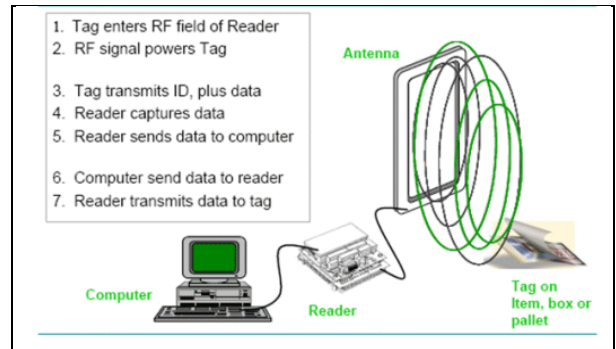 1. Tag enters RF field of Reader
2. RF signal powers Tag
3. Tag transmits ID, plus data
4. Reader captures data
5. Reader sends data to computer
6. Computer send data to reader
7. Reader transmits data to tag
Antenna
Computer
Reader
Tag on
Item, box or
pallet